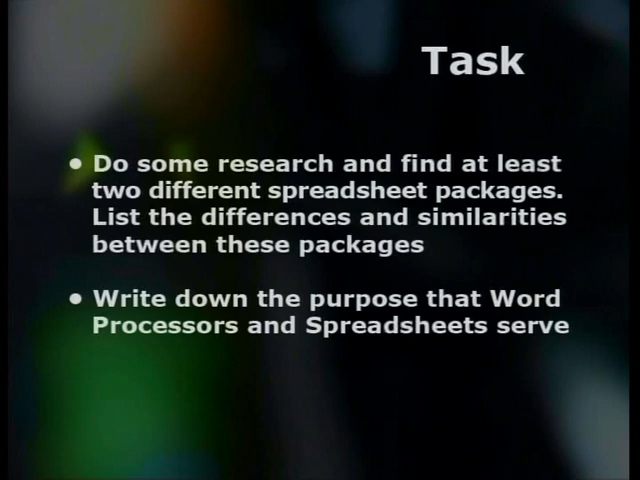 Task
• Do some research and find at least
two different spreadsheet packages.
List the differences and similarities
between these packages
• Write down the purpose that Word
Processors and Spreadsheets serve